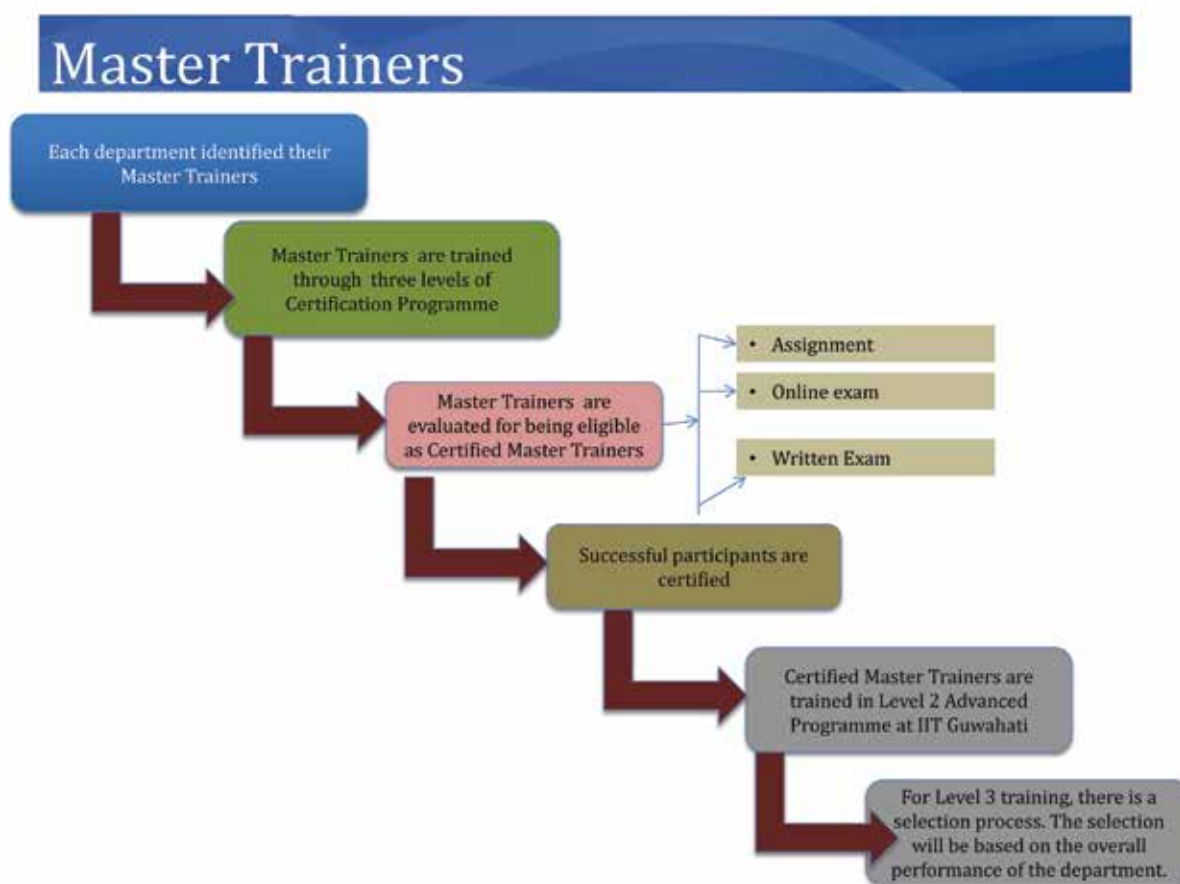 Master Trainers
Each department identified their
Master Trainers
Master Trainers are trained
through three levels of
Certification Programme
Master Trainers are
evaluated for being eligible
as Certified Master Trainers
• Assignment
• Online exam
• Written Exam
Successful participants are
certified
Certified Master Trainers are
trained in Level 2 Advanced
Programme at IIT Guwahati
For Level 3 training, there is a
selection process. The selection
will be based on the overall
performance of the department.